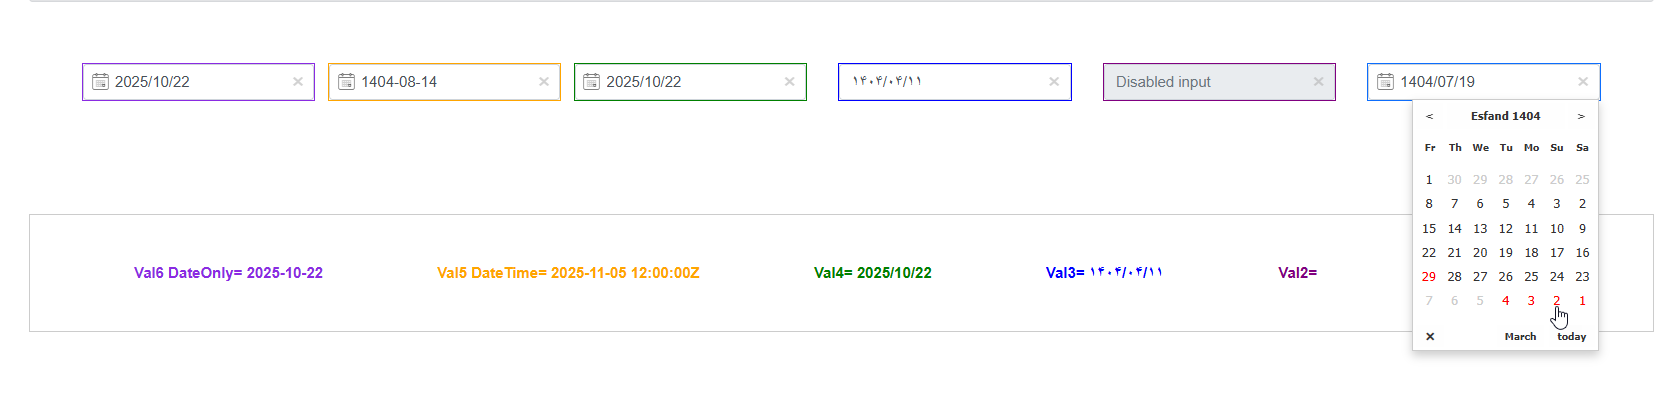 2025/10/22 ×
1404-08-14 ×
2025/10/22 ×
۱۴۰۴/۰۴/۱۱ ×
Disabled input ×
1404/07/19 ×
< Esfand 1404 >
Fr Th We Tu Mo Su Sa
1 30 29 28 27 26 25
8 7 6 5 4 3 2
15 14 13 12 11 10 9
22 21 20 19 18 17 16
29 28 27 26 25 24 23
7 6 5 4 3 2 1
× March today
Val6 DateOnly= 2025-10-22
Val5 DateTime= 2025-11-05 12:00:00Z
Val4= 2025/10/22
Val3= ۱۴۰۴/۰۴/۱۱
Val2=